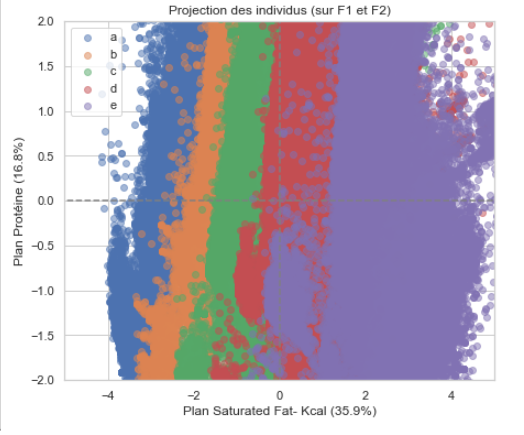 Projection des individus (sur F1 et F2)
a
b
c
d
e
2.0
1.5
1.0
0.5
0.0
−0.5
−1.0
−1.5
−2.0
Plan Protéine (16.8%)
−4
−2
0
2
4
Plan Saturated Fat- Kcal (35.9%)